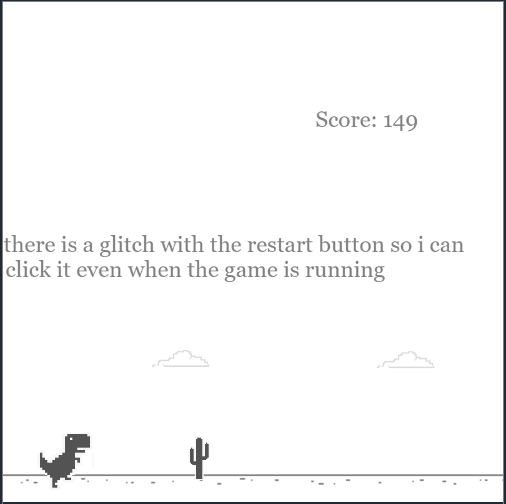 Score: 149
there is a glitch with the restart button so i can
click it even when the game is running